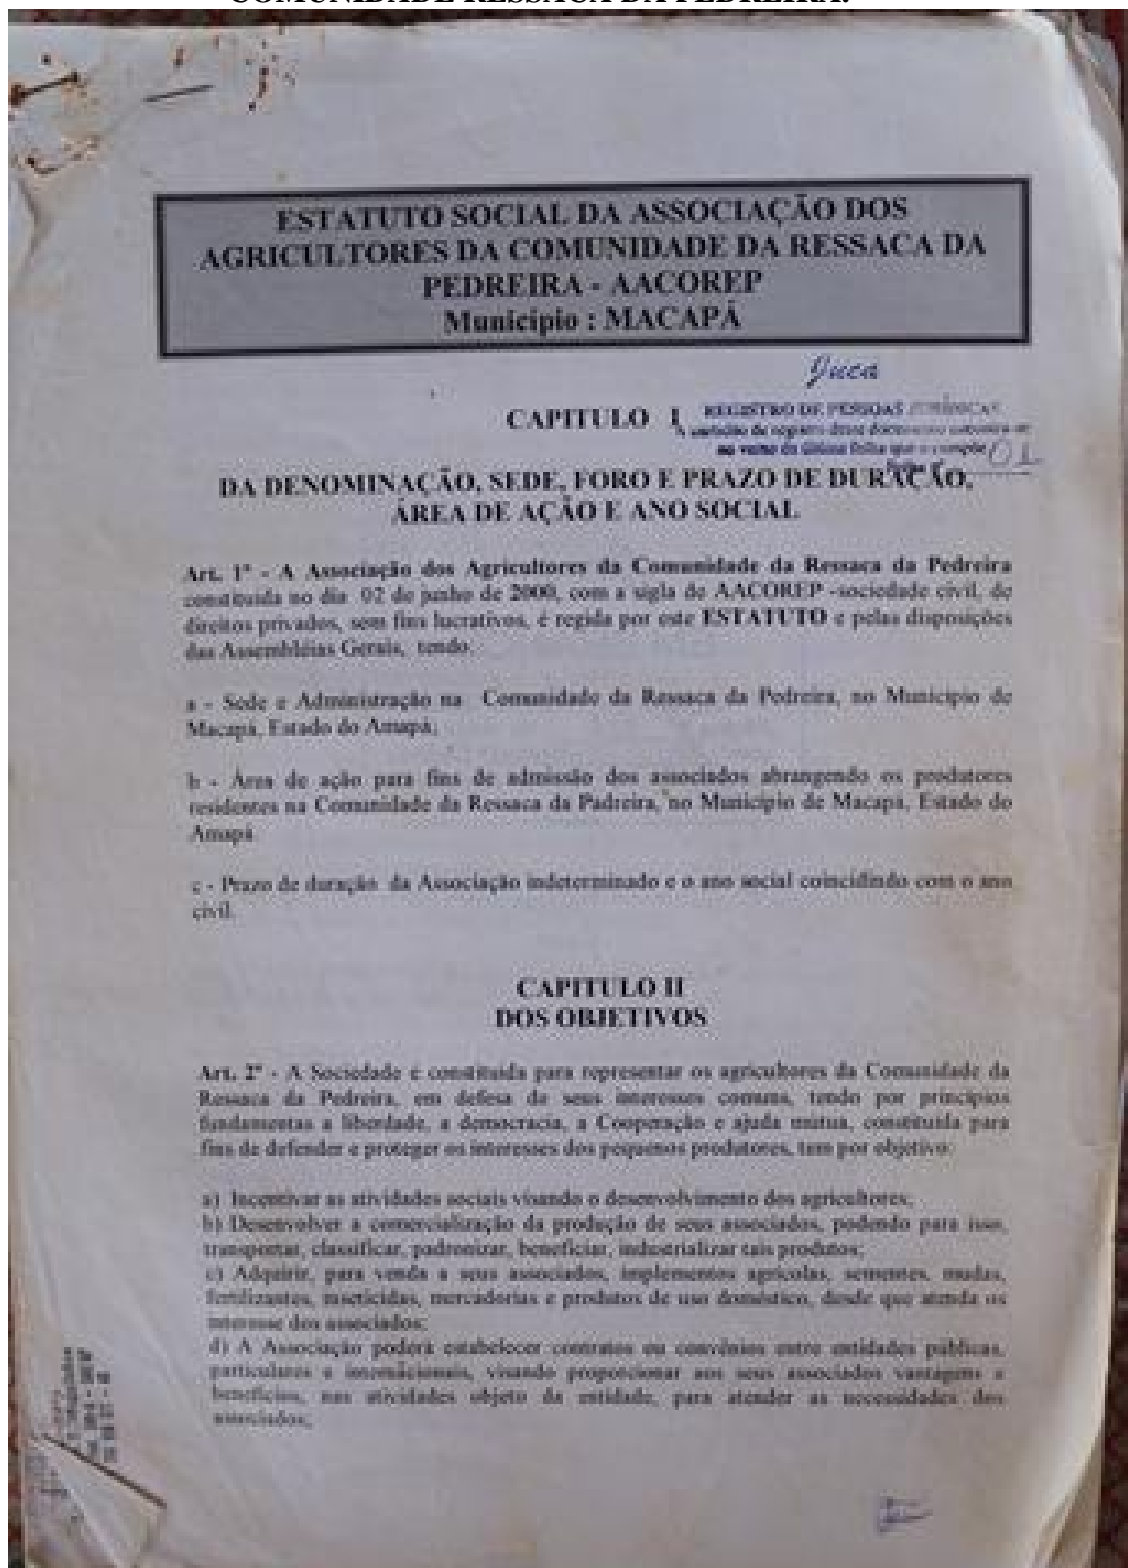 COMUNIDADE RESSACA DA PEDREIRA.
ESTATUTO SOCIAL DA ASSOCIAÇÃO DOS
AGRICULTORES DA COMUNIDADE DA RESSACA DA
PEDREIRA - AACOREP
Municipio : MACAPÁ
CAPITULO I
REGISTRO DE PESSOAS JURÍDICAS
01
DA DENOMINAÇÃO, SEDE, FORO E PRAZO DE DURAÇÃO,
ÁREA DE AÇÃO E ANO SOCIAL
Art. 1º - A Associação dos Agricultores da Comunidade da Ressaca da Pedreira
constituida no dia 02 de junho de 2000, com a sigla de AACOREP -sociedade civil, de
direitos privados, sem fins lucrativos, é regida por este ESTATUTO e pelas disposições
das Assembléias Gerais, tendo:
a - Sede e Administração na Comunidade da Ressaca da Pedreira, no Municipio de
Macapá, Estado do Amapá;
b - Área de ação para fins de admissão dos associados abrangendo os produtores
residentes na Comunidade da Ressaca da Padreira, no Municipio de Macapá, Estado do
Amapá
c - Prazo de duração da Associação indeterminado e o ano social coincidindo com o ano
civil.
CAPITULO II
DOS OBJETIVOS
Art. 2º - A Sociedade é constituida para representar os agricultores da Comunidade da
Ressaca da Pedreira, em defesa de seus interesses comuns, tendo por princípios
fundamentas a liberdade, a democracia, a Cooperação e ajuda mútua, constituída para
fins de defender e proteger os interesses dos pequenos produtores, tem por objetivo:
a) Incentivar as atividades sociais visando o desenvolvimento dos agricultores;
b) Desenvolver a comercialização da produção de seus associados, podendo para isso,
transportar, classificar, padronizar, beneficiar, industrializar tais produtos;
c) Adquirir, para venda a seus associados, implementos agrícolas, sementes, mudas,
fertilizantes, inseticidas, mercadorias e produtos de uso doméstico, desde que atenda os
interesse dos associados;
d) A Associação poderá estabelecer contratos ou convênios entre entidades públicas,
particulares e internacionais, visando proporcionar aos seus associados vantagens e
benefícios, nas atividades objeto da entidade, para atender as necessidades dos
associados;